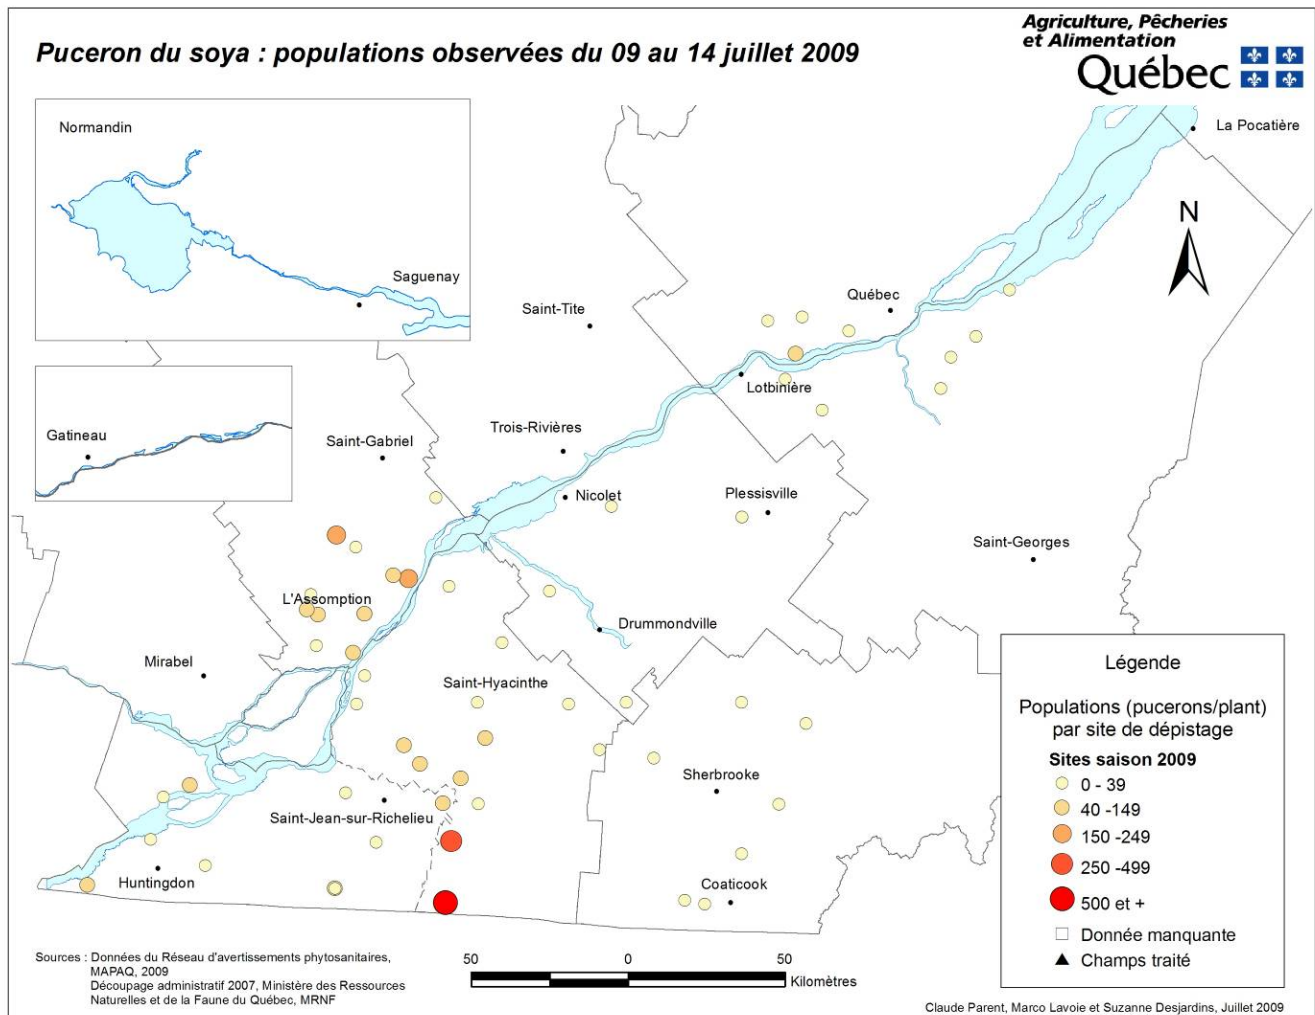 Puceron du soya : populations observées du 09 au 14 juillet 2009
Agriculture, Pêcheries
et Alimentation
Québec
Normandin
Saguenay
Gatineau
La Pocatière
N
Québec
Saint-Tite
Lotbinière
Saint-Gabriel
Trois-Rivières
Nicolet
Plessisville
Saint-Georges
L'Assomption
Drummondville
Mirabel
Saint-Hyacinthe
Sherbrooke
Saint-Jean-sur-Richelieu
Huntingdon
Coaticook
Légende
Populations (pucerons/plant)
par site de dépistage
Sites saison 2009
0 - 39
40 -149
150 -249
250 -499
500 et +
Donnée manquante
Champs traité
Sources : Données du Réseau d'avertissements phytosanitaires,
MAPAQ, 2009
Découpage administratif 2007, Ministère des Ressources
Naturelles et de la Faune du Québec, MRNF
50 0 50
Kilomètres
Claude Parent, Marco Lavoie et Suzanne Desjardins, Juillet 2009